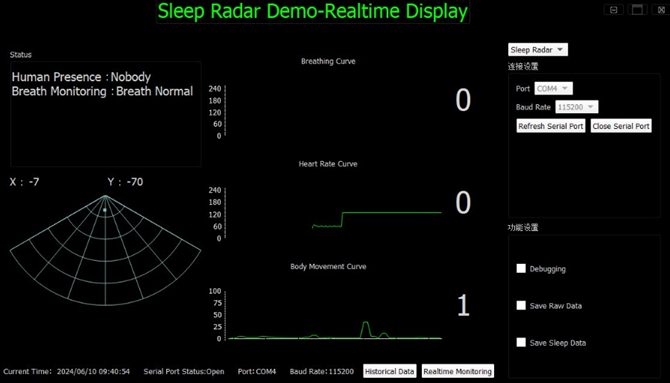 Sleep Radar Demo-Realtime Display
Status
Human Presence :Nobody
Breath Monitoring :Breath Normal
X : -7 Y : -70
Breathing Curve
240
180
120
60
0
0
Heart Rate Curve
240
180
120
60
0
0
Body Movement Curve
100
75
50
25
0
1
Sleep Radar
连接设置
Port COM4
Baud Rate 115200
Refresh Serial Port Close Serial Port
功能设置
Debugging
Save Raw Data
Save Sleep Data
Current Time: 2024/06/10 09:40:54 Serial Port Status:Open Port:COM4 Baud Rate:115200 Historical Data Realtime Monitoring